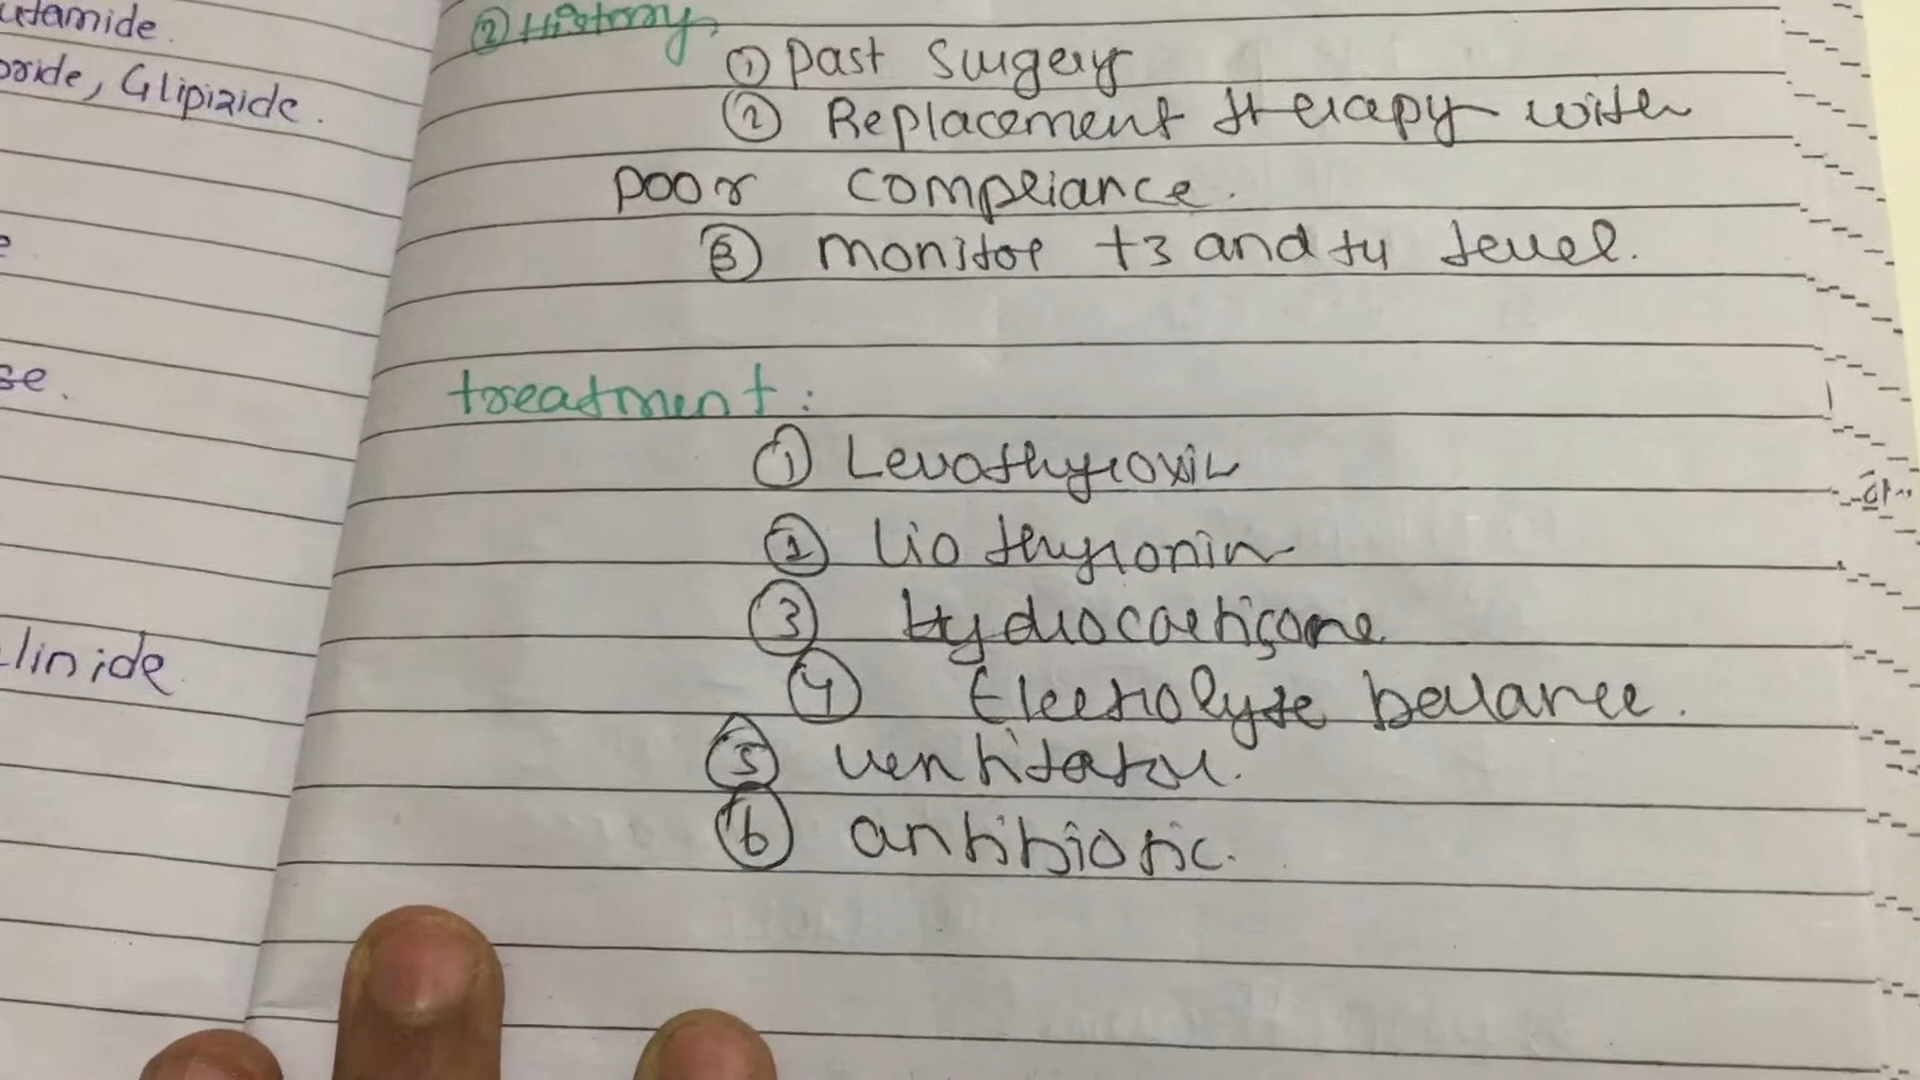 utamide.
oride, Glipizide.
se.
linide.
② History
① Past Surgery
② Replacement therapy with
poor compliance.
③ monitor t3 and t4 level.
treatment:
① Levothyroxin
② liothyronin
③ Hydrocortisone
④ Electrolyte balance.
⑤ ventilator.
⑥ antibiotic.